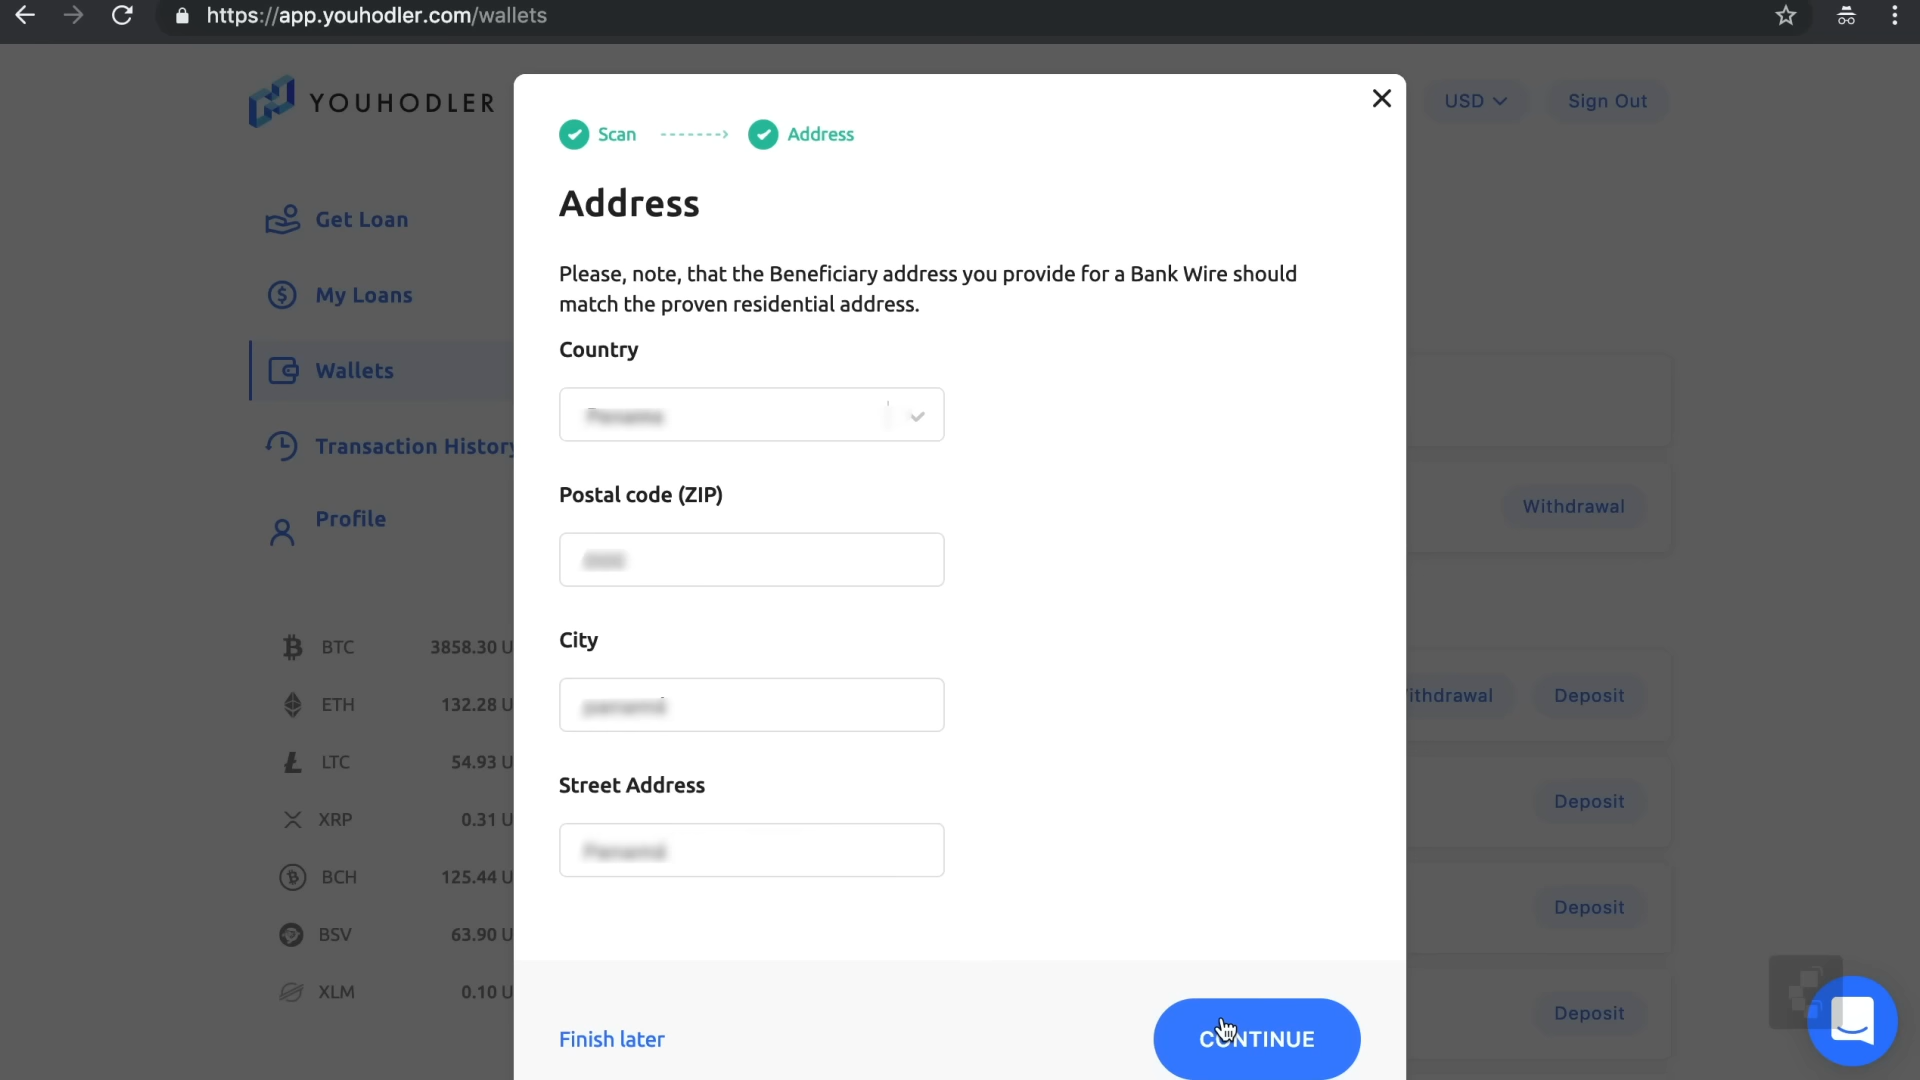 https://app.youhodler.com/wallets
YOUHODLER
USD
Sign Out
Get Loan
My Loans
Wallets
Transaction History
Profile
BTC 3858.30 U
ETH 132.28 U
LTC 54.93 U
XRP 0.31 U
BCH 125.44 U
BSV 63.90 U
XLM 0.10 U
Scan
Address
Address
Please, note, that the Beneficiary address you provide for a Bank Wire should
match the proven residential address.
Country
Postal code (ZIP)
City
Street Address
Finish later
CONTINUE
Withdrawal
ithdrawal
Deposit
Deposit
Deposit
Deposit